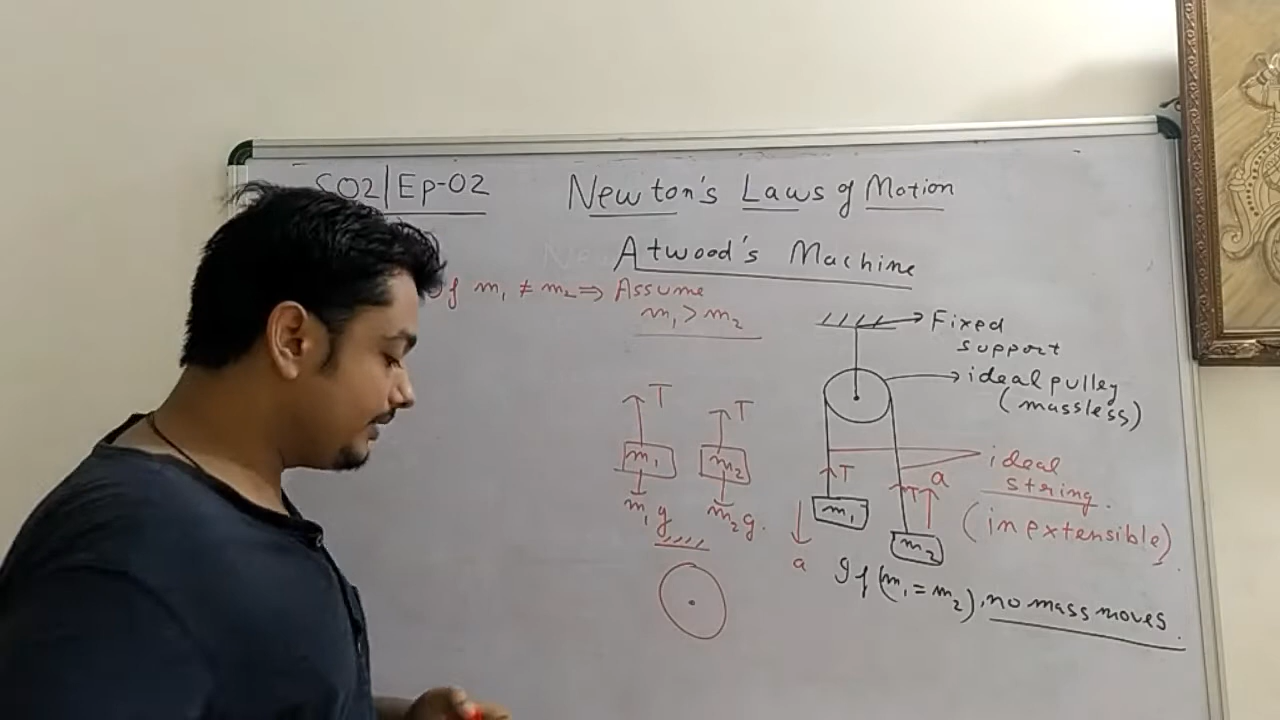 S02|Ep-02
Newton's Laws of Motion
Atwood's Machine
If m₁ ≠ m₂ ⇒ Assume
m₁ > m₂
Fixed
support
ideal pulley
(massless)
T
T
m₁
m₂
m₁g
m₂g.
ideal
string.
(inextensible)
T
T
a
m₁
m₂
a
If (m₁ = m₂), no mass moves.